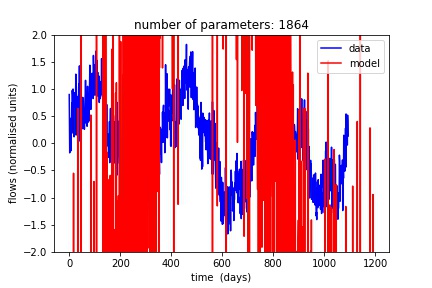 number of parameters: 1864
data
model
flows (normalised units)
2.0
1.5
1.0
0.5
0.0
−0.5
−1.0
−1.5
−2.0
0 200 400 600 800 1000 1200
time (days)